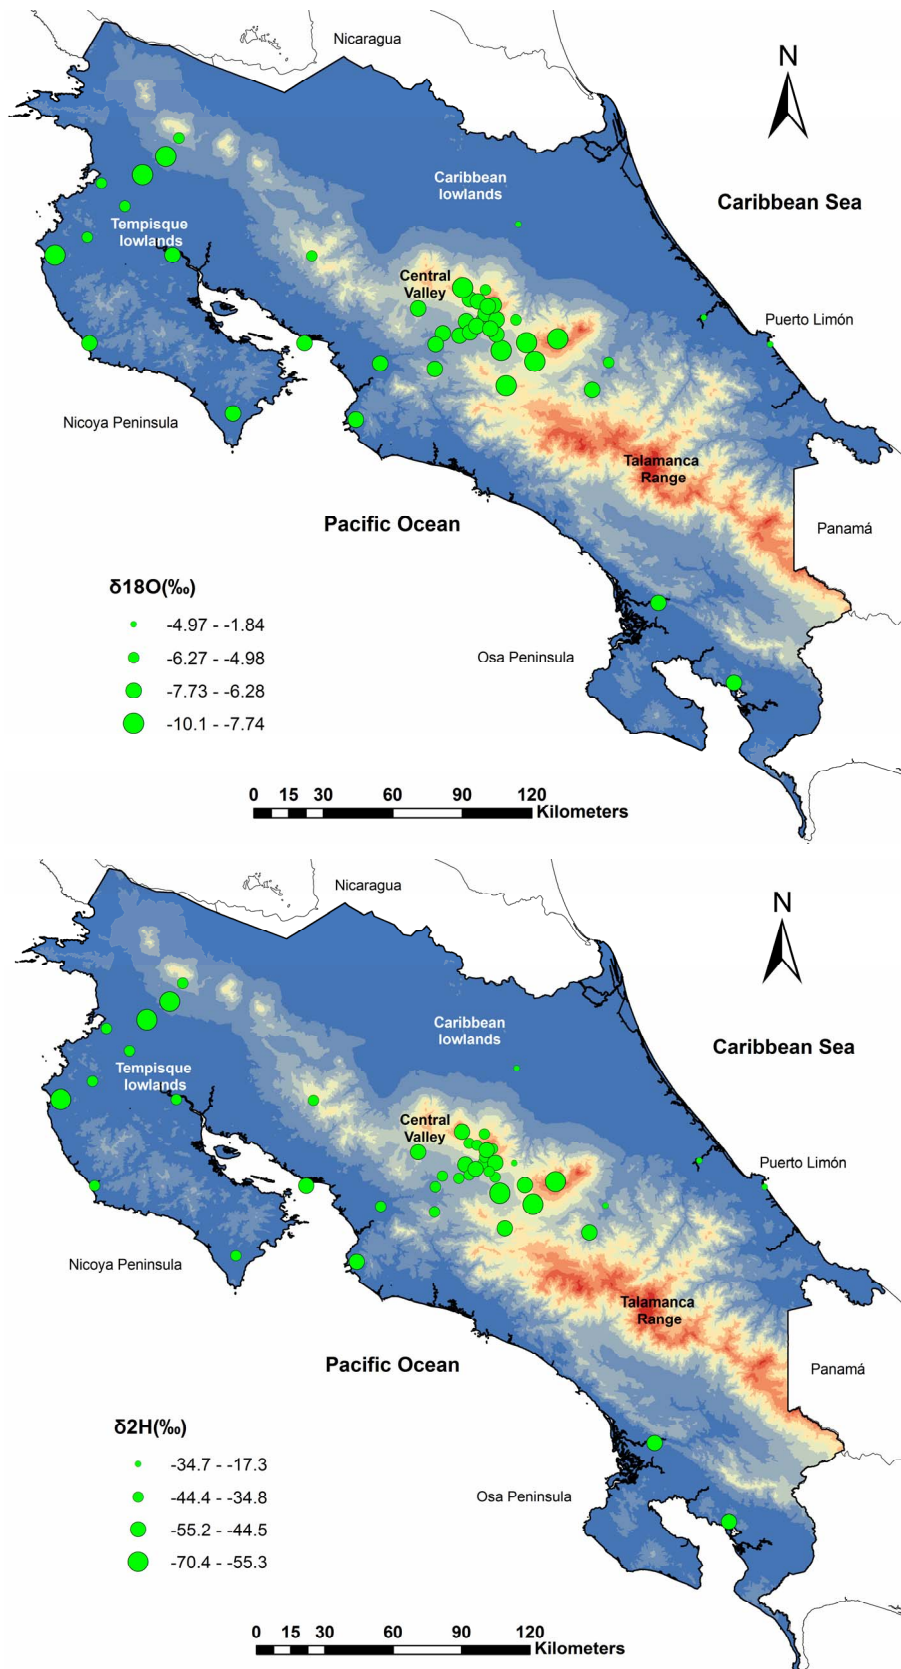 Nicaragua
N
Caribbean
lowlands
Caribbean Sea
Tempisque
lowlands
Central
Valley
Puerto Limón
Nicoya Peninsula
Talamanca
Range
Pacific Ocean
Panamá
δ18O(‰)
-4.97 - -1.84
-6.27 - -4.98
-7.73 - -6.28
-10.1 - -7.74
Osa Peninsula
0 15 30 60 90 120
Kilometers
Nicaragua
N
Caribbean
lowlands
Caribbean Sea
Tempisque
lowlands
Central
Valley
Puerto Limón
Nicoya Peninsula
Talamanca
Range
Pacific Ocean
Panamá
δ2H(‰)
-34.7 - -17.3
-44.4 - -34.8
-55.2 - -44.5
-70.4 - -55.3
Osa Peninsula
0 15 30 60 90 120
Kilometers